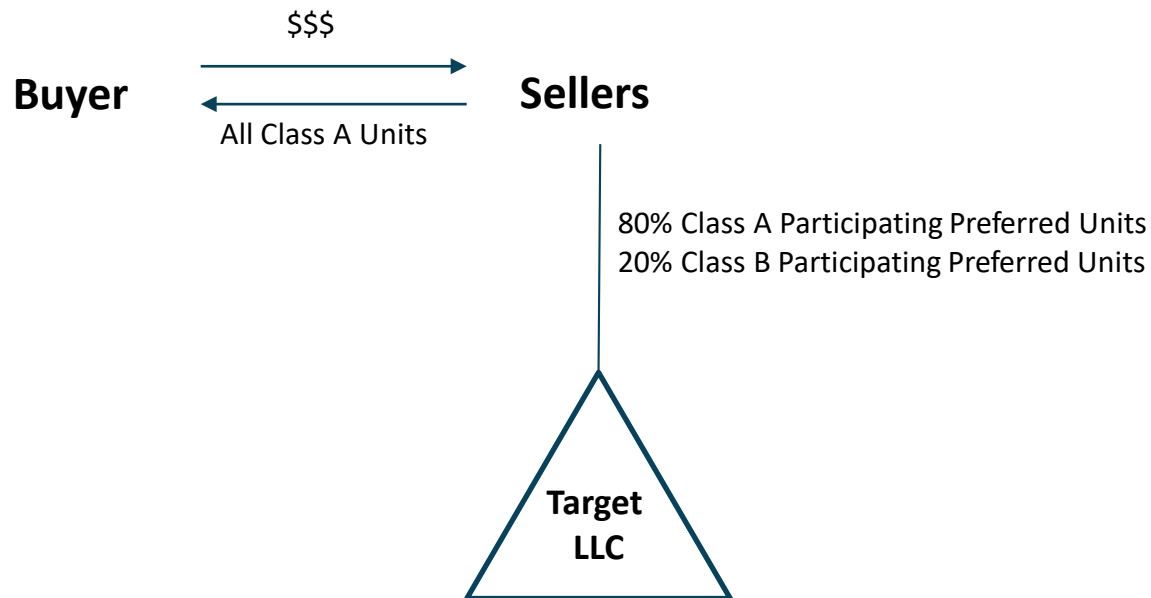 $$$
Buyer
Sellers
All Class A Units
80% Class A Participating Preferred Units
20% Class B Participating Preferred Units
Target
LLC